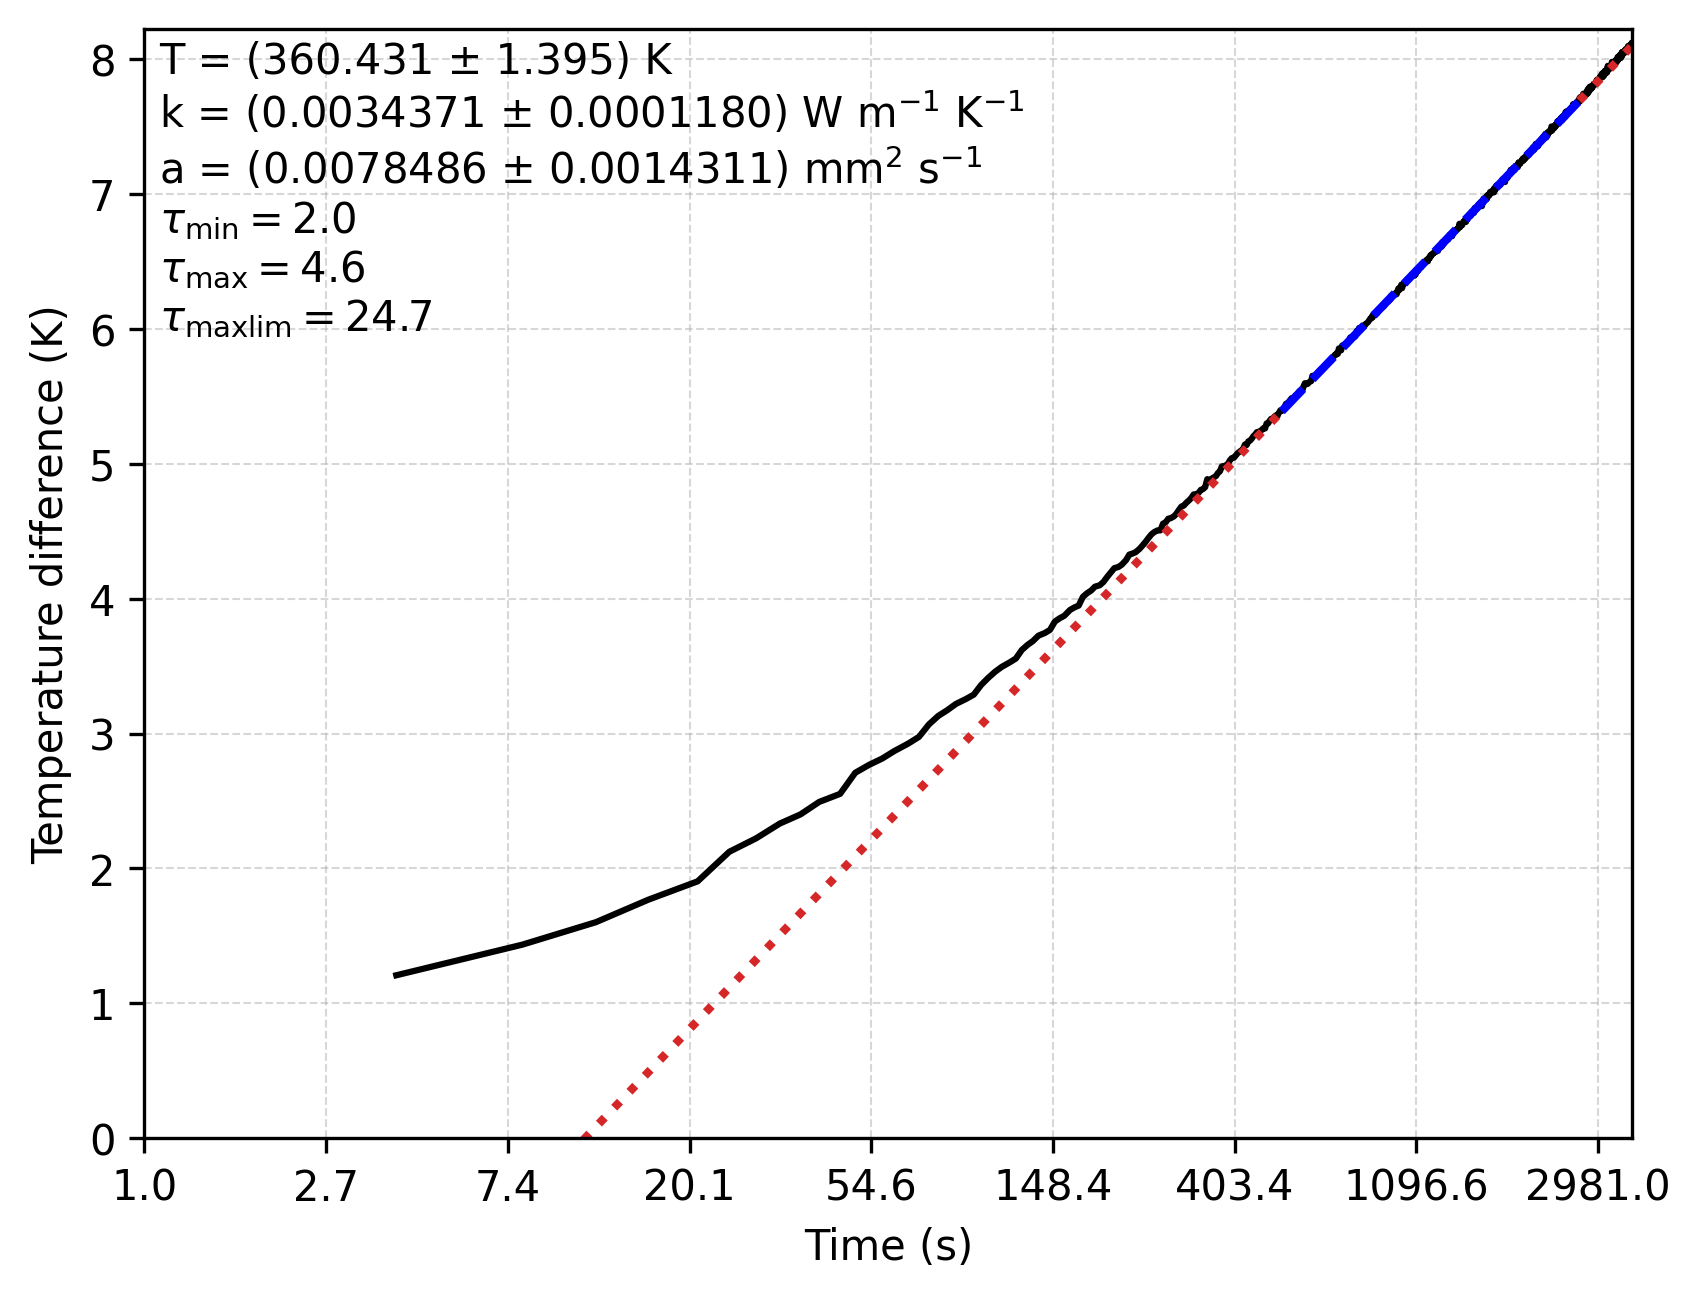 T = (360.431 ± 1.395) K
k = (0.0034371 ± 0.0001180) W m⁻¹ K⁻¹
a = (0.0078486 ± 0.0014311) mm² s⁻¹
τmin = 2.0
τmax = 4.6
τmaxlim = 24.7
Temperature difference (K)
8
7
6
5
4
3
2
1
0
1.0 2.7 7.4 20.1 54.6 148.4 403.4 1096.6 2981.0
Time (s)